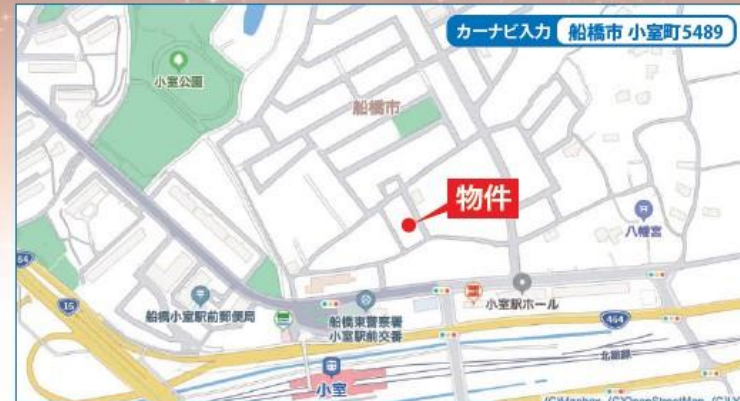 カーナビ入力 船橋市 小室町5489
小室公園
船橋市
物件
八幡宮
464
16
船橋小室駅前郵便局
船橋東警察署
小室駅前交番
小室駅ホール
464
北総線
小室